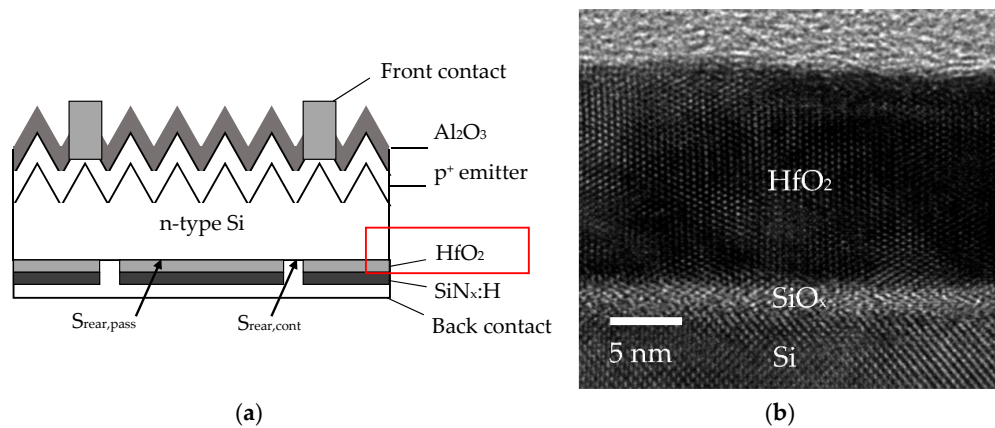 Front contact
Al₂O₃
p⁺ emitter
n-type Si
HfO₂
SiNₓ:H
Srear,pass
Srear,cont
Back contact
(a)
HfO₂
SiOₓ
5 nm
Si
(b)